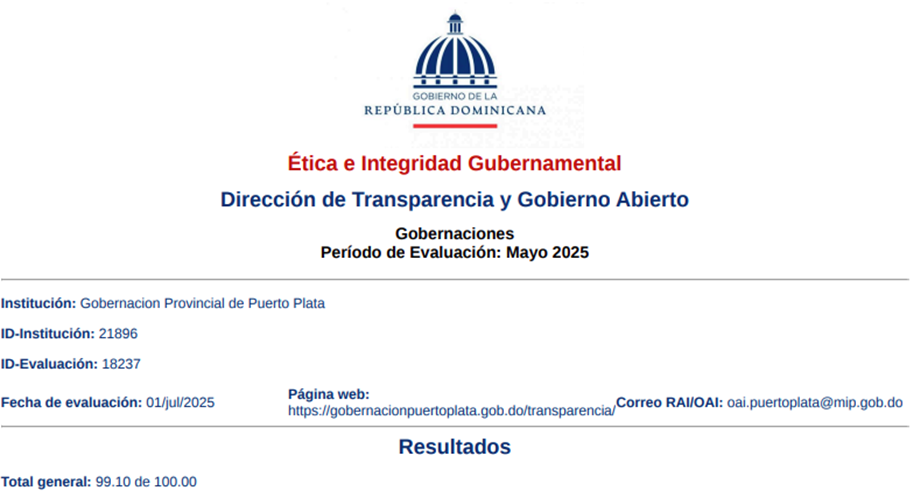 GOBIERNO DE LA
REPÚBLICA DOMINICANA
Ética e Integridad Gubernamental
Dirección de Transparencia y Gobierno Abierto
Gobernaciones
Período de Evaluación: Mayo 2025
Institución: Gobernacion Provincial de Puerto Plata
ID-Institución: 21896
ID-Evaluación: 18237
Fecha de evaluación: 01/jul/2025
Página web:
https://gobernacionpuertoplata.gob.do/transparencia/
Correo RAI/OAI: oai.puertoplata@mip.gob.do
Resultados
Total general: 99.10 de 100.00